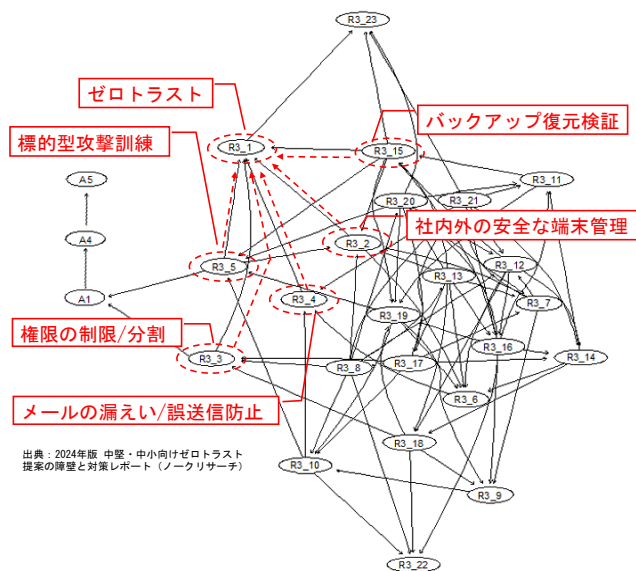 R3_23
ゼロトラスト
バックアップ復元検証
標的型攻撃訓練
R3_1
R3_15
A5
R3_11
R3_20
R3_21
社内外の安全な端末管理
A4
R3_2
R3_5
R3_13
R3_12
A1
R3_4
R3_7
R3_19
権限の制限/分割
R3_16
R3_3
R3_8
R3_17
R3_14
メールの漏えい/誤送信防止
R3_6
R3_18
出典：2024年版 中堅・中小向けゼロトラスト
提案の障壁と対策レポート（ノークリサーチ）
R3_10
R3_9
R3_22